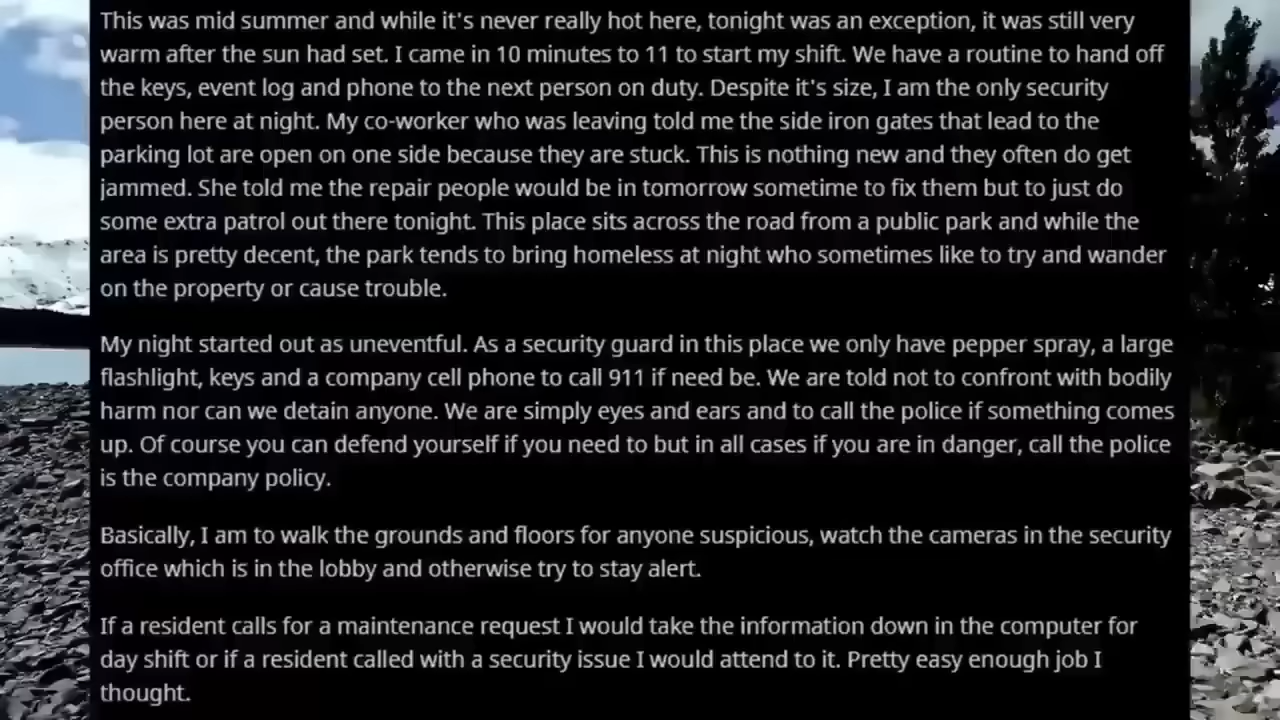 This was mid summer and while it's never really hot here, tonight was an exception, it was still very
warm after the sun had set. I came in 10 minutes to 11 to start my shift. We have a routine to hand off
the keys, event log and phone to the next person on duty. Despite it's size, I am the only security
person here at night. My co-worker who was leaving told me the side iron gates that lead to the
parking lot are open on one side because they are stuck. This is nothing new and they often do get
jammed. She told me the repair people would be in tomorrow sometime to fix them but to just do
some extra patrol out there tonight. This place sits across the road from a public park and while the
area is pretty decent, the park tends to bring homeless at night who sometimes like to try and wander
on the property or cause trouble.
My night started out as uneventful. As a security guard in this place we only have pepper spray, a large
flashlight, keys and a company cell phone to call 911 if need be. We are told not to confront with bodily
harm nor can we detain anyone. We are simply eyes and ears and to call the police if something comes
up. Of course you can defend yourself if you need to but in all cases if you are in danger, call the police
is the company policy.
Basically, I am to walk the grounds and floors for anyone suspicious, watch the cameras in the security
office which is in the lobby and otherwise try to stay alert.
If a resident calls for a maintenance request I would take the information down in the computer for
day shift or if a resident called with a security issue I would attend to it. Pretty easy enough job I
thought.